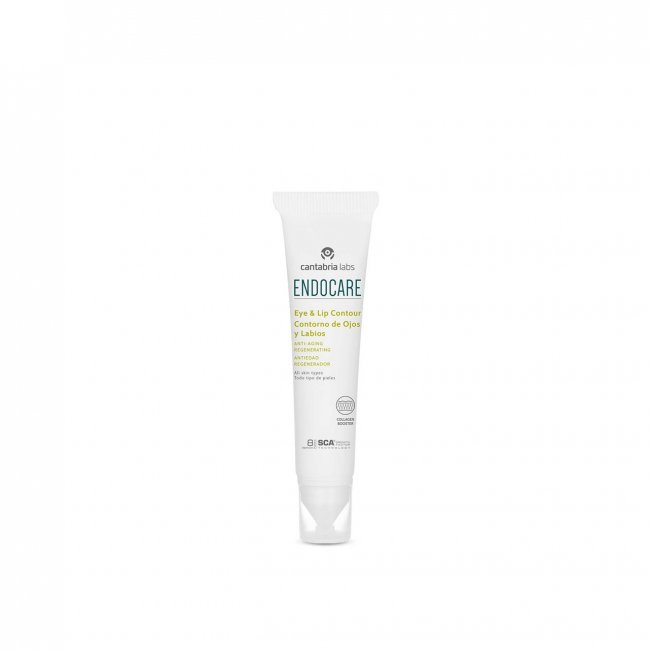 cantabria labs
ENDOCARE
Eye & Lip Contour
Contorno de Ojos
y Labios
ANTI-AGING
REGENERATING
ANTIEDAD
REGENERADOR
All skin types
Todo tipo de pieles
COLLAGEN
BOOSTER
SCA
TECHNOLOGY